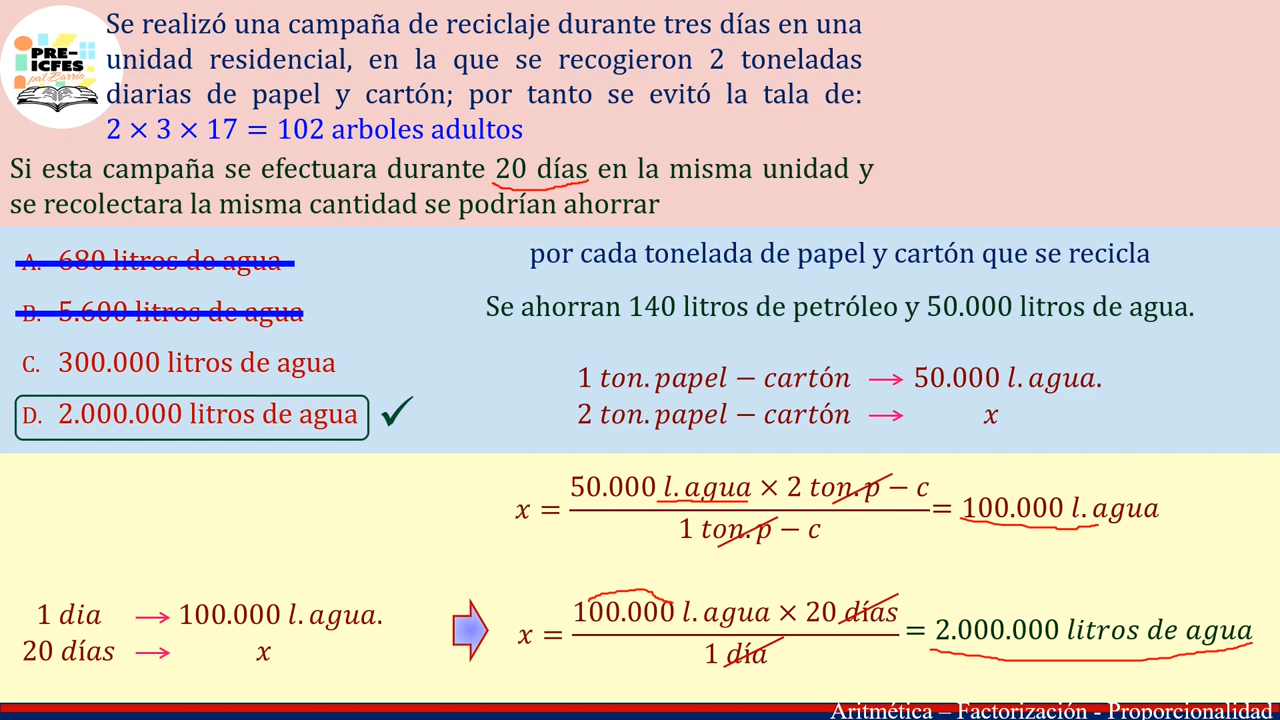 PRE-
ICFES
pal Barrio
Se realizó una campaña de reciclaje durante tres días en una
unidad residencial, en la que se recogieron 2 toneladas
diarias de papel y cartón; por tanto se evitó la tala de:
2 × 3 × 17 = 102 arboles adultos
Si esta campaña se efectuara durante 20 días en la misma unidad y
se recolectara la misma cantidad se podrían ahorrar
A. 680 litros de agua
B. 5.600 litros de agua
C. 300.000 litros de agua
D. 2.000.000 litros de agua ✓
por cada tonelada de papel y cartón que se recicla
Se ahorran 140 litros de petróleo y 50.000 litros de agua.
1 ton. papel − cartón → 50.000 l. agua.
2 ton. papel − cartón → x
x = 50.000 l. agua × 2 ton. p − c / 1 ton. p − c = 100.000 l. agua
1 dia → 100.000 l. agua.
20 días → x
x = 100.000 l. agua × 20 días / 1 día = 2.000.000 litros de agua
Aritmética – Factorización - Proporcionalidad